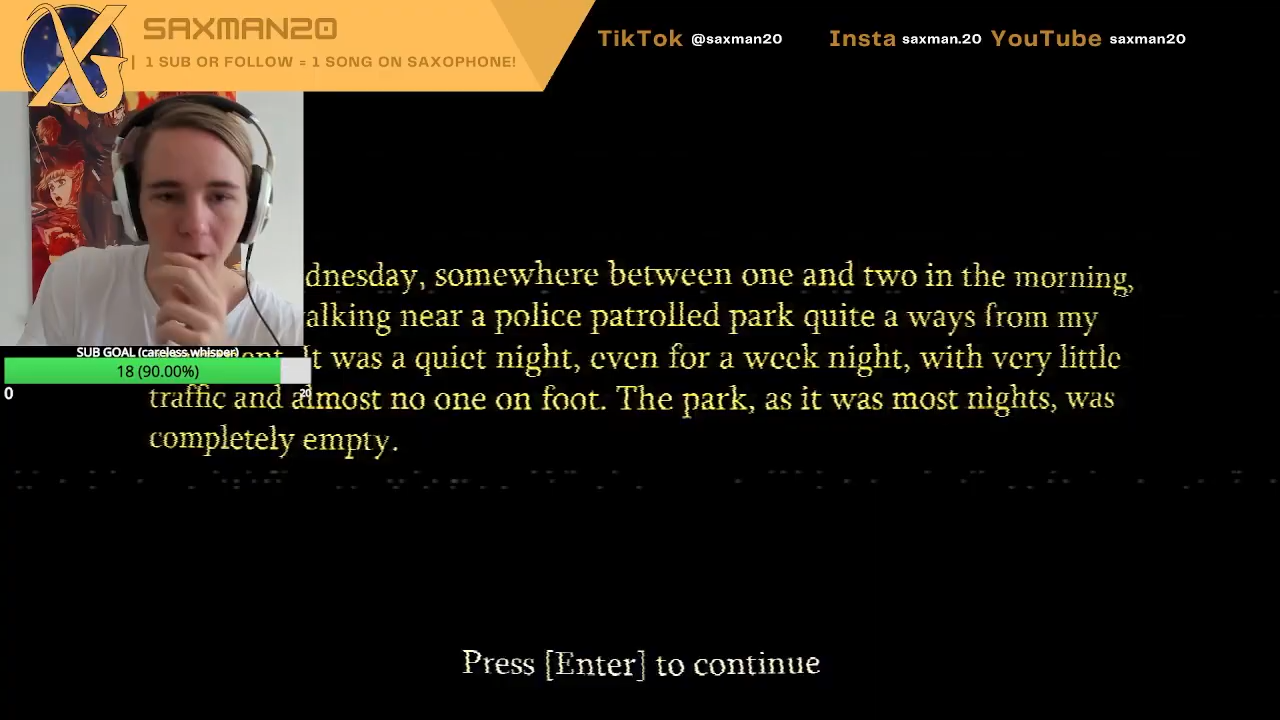 SAXMAN20
| 1 SUB OR FOLLOW = 1 SONG ON SAXOPHONE!
TikTok @saxman20 Insta saxman.20 YouTube saxman20
dnesday, somewhere between one and two in the morning,
alking near a police patrolled park quite a ways from my
SUB GOAL (careless whisper)
It was a quiet night, even for a week night, with very little
18 (90.00%)
0 20
traffic and almost no one on foot. The park, as it was most nights, was
completely empty.
Press [Enter] to continue